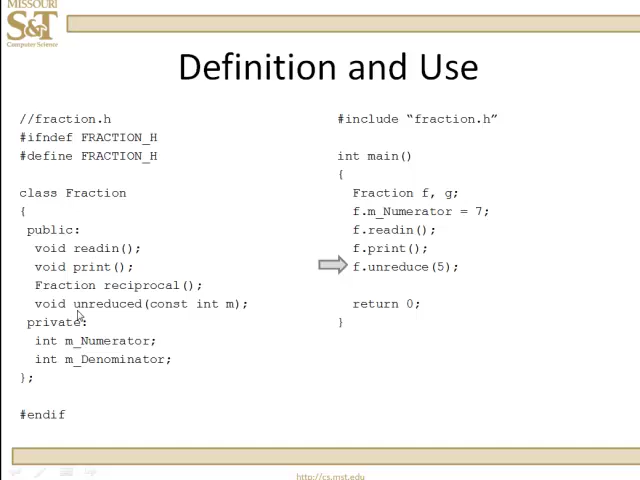 MISSOURI
S&T
Computer Science
Definition and Use
//fraction.h
#ifndef FRACTION_H
#define FRACTION_H
class Fraction
{
public:
void readin();
void print();
Fraction reciprocal();
void unreduced(const int m);
private:
int m_Numerator;
int m_Denominator;
};
#endif
#include “fraction.h”
int main()
{
Fraction f, g;
f.m_Numerator = 7;
f.readin();
f.print();
f.unreduce(5);
return 0;
}
http://cs.mst.edu